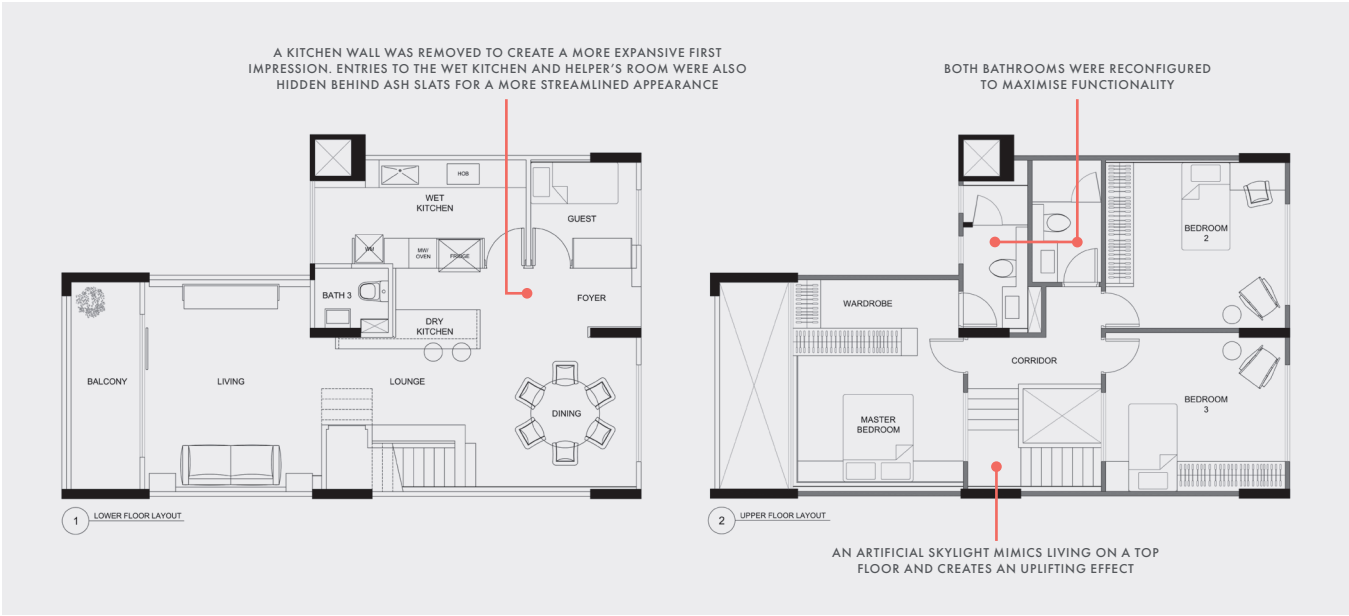 A KITCHEN WALL WAS REMOVED TO CREATE A MORE EXPANSIVE FIRST
IMPRESSION. ENTRIES TO THE WET KITCHEN AND HELPER'S ROOM WERE ALSO
HIDDEN BEHIND ASH SLATS FOR A MORE STREAMLINED APPEARANCE
BOTH BATHROOMS WERE RECONFIGURED
TO MAXIMISE FUNCTIONALITY
HOB
WET
KITCHEN
GUEST
WM
MW/
OVEN
FRIDGE
BATH 3
FOYER
DRY
KITCHEN
BALCONY
LIVING
LOUNGE
DINING
1
LOWER FLOOR LAYOUT
BEDROOM
2
WARDROBE
CORRIDOR
MASTER
BEDROOM
BEDROOM
3
2
UPPER FLOOR LAYOUT
AN ARTIFICIAL SKYLIGHT MIMICS LIVING ON A TOP
FLOOR AND CREATES AN UPLIFTING EFFECT